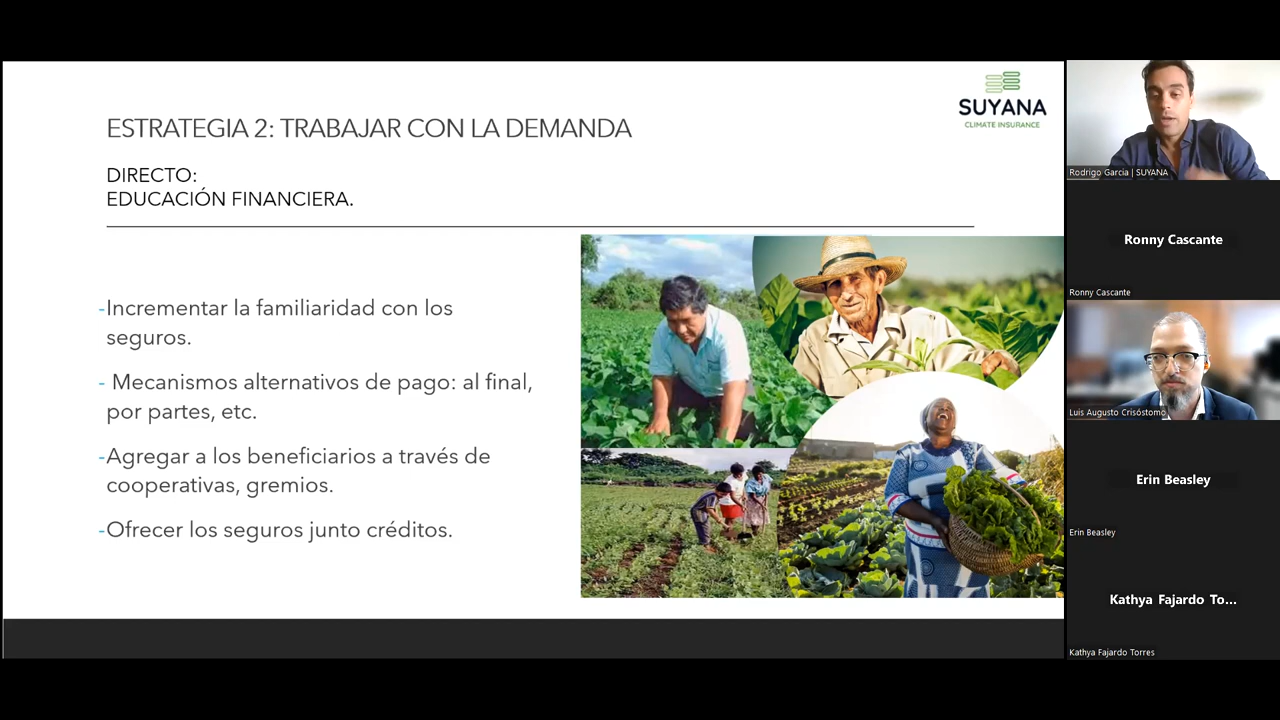 SUYANA
CLIMATE INSURANCE
ESTRATEGIA 2: TRABAJAR CON LA DEMANDA
DIRECTO:
EDUCACIÓN FINANCIERA.
-Incrementar la familiaridad con los
seguros.
- Mecanismos alternativos de pago: al final,
por partes, etc.
-Agregar a los beneficiarios a través de
cooperativas, gremios.
-Ofrecer los seguros junto créditos.
Rodrigo Garcia | SUYANA
Ronny Cascante
Ronny Cascante
Luis Augusto Crisóstomo
Erin Beasley
Erin Beasley
Kathya Fajardo To...
Kathya Fajardo Torres